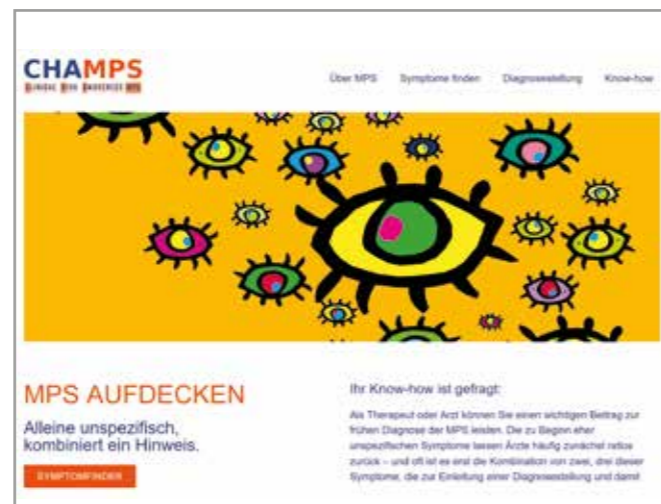 CHAMPS
Über MPS Symptome finden Diagnosestellung Know-how
MPS AUFDECKEN
Alleine unspezifisch,
kombiniert ein Hinweis.
SYMPTOMFINDER
Ihr Know-how ist gefragt:
Als Therapeut oder Arzt können Sie einen wichtigen Beitrag zur
frühen Diagnose der MPS leisten. Die zu Beginn eher
unspezifischen Symptome lassen Ärzte häufig zunächst ratlos
zurück – und oft ist es erst die Kombination von zwei, drei dieser
Symptome, die zur Einleitung einer Diagnosestellung und damit